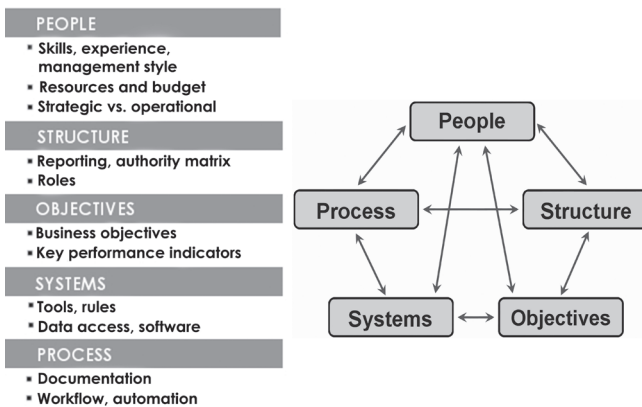 PEOPLE
▪ Skills, experience,
management style
▪ Resources and budget
▪ Strategic vs. operational
STRUCTURE
▪ Reporting, authority matrix
▪ Roles
OBJECTIVES
▪ Business objectives
▪ Key performance indicators
SYSTEMS
▪ Tools, rules
▪ Data access, software
PROCESS
▪ Documentation
▪ Workflow, automation
People
Process
Structure
Systems
Objectives